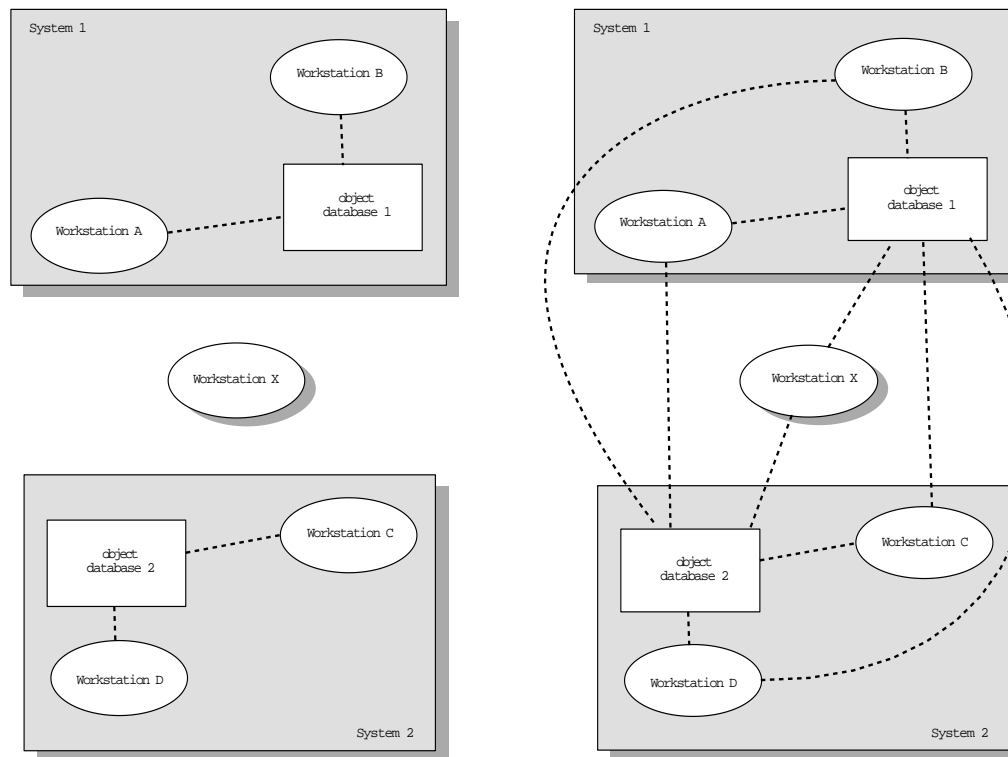 System 1
Workstation B
object
database 1
Workstation A
Workstation X
Workstation C
object
database 2
Workstation D
System 2
System 1
Workstation B
object
database 1
Workstation A
Workstation X
Workstation C
object
database 2
Workstation D
System 2